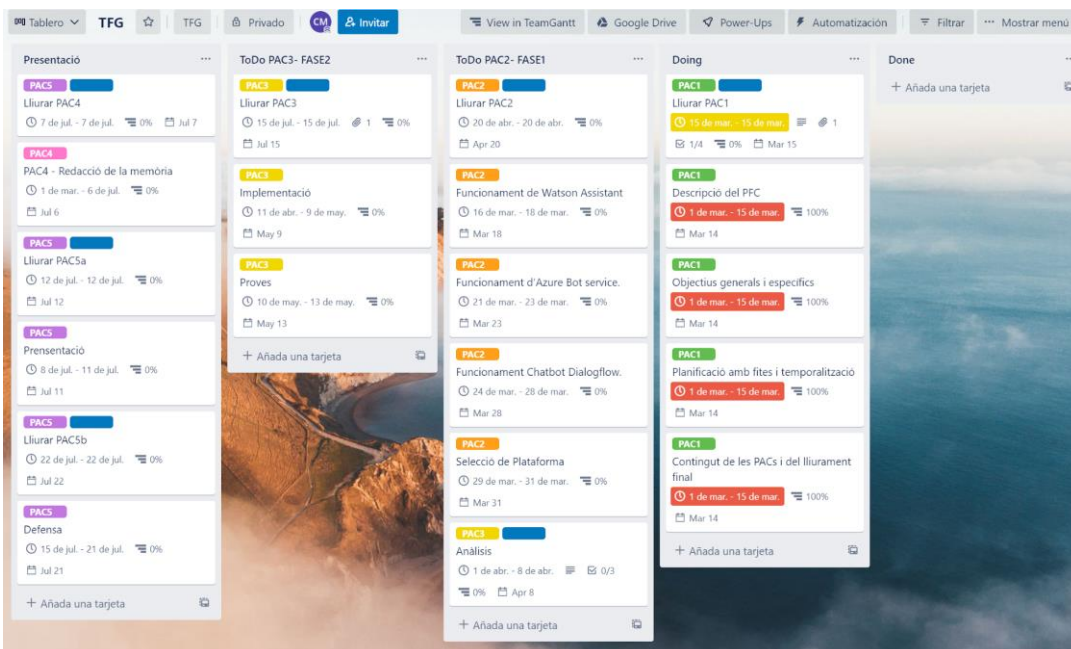 Tablero
TFG
TFG
Privado
CM
Invitar
View in TeamGantt
Google Drive
Power-Ups
Automatización
Filtrar
Mostrar menú
Presentació
PAC5
Lliurar PAC4
7 de jul. - 7 de jul. 0% Jul 7
PAC4
PAC4 - Redacció de la memòria
1 de mar. - 6 de jul. 0%
Jul 6
PAC5
Lliurar PAC5a
12 de jul. - 12 de jul. 0%
Jul 12
PAC5
Prensentació
8 de jul. - 11 de jul. 0%
Jul 11
PAC5
Lliurar PAC5b
22 de jul. - 22 de jul. 0%
Jul 22
PAC5
Defensa
15 de jul. - 21 de jul. 0%
Jul 21
+ Añada una tarjeta
ToDo PAC3- FASE2
PAC3
Lliurar PAC3
15 de jul. - 15 de jul. 1 0%
Jul 15
PAC3
Implementació
11 de abr. - 9 de may. 0%
May 9
PAC3
Proves
10 de may. - 13 de may. 0%
May 13
+ Añada una tarjeta
ToDo PAC2- FASE1
PAC2
Lliurar PAC2
20 de abr. - 20 de abr. 0%
Apr 20
PAC2
Funcionament de Watson Assistant
16 de mar. - 18 de mar. 0%
Mar 18
PAC2
Funcionament d'Azure Bot service.
21 de mar. - 23 de mar. 0%
Mar 23
PAC2
Funcionament Chatbot Dialogflow.
24 de mar. - 28 de mar. 0%
Mar 28
PAC2
Selecció de Plataforma
29 de mar. - 31 de mar. 0%
Mar 31
PAC3
Anàlisis
1 de abr. - 8 de abr. 0/3
0% Apr 8
+ Añada una tarjeta
Doing
PAC1
Lliurar PAC1
15 de mar. - 15 de mar. 1
1/4 0% Mar 15
PAC1
Descripció del PFC
1 de mar. - 15 de mar. 100%
Mar 14
PAC1
Objectius generals i específics
1 de mar. - 15 de mar. 100%
Mar 14
PAC1
Planificació amb fites i temporalització
1 de mar. - 15 de mar. 100%
Mar 14
PAC1
Contingut de les PACs i del lliurament
final
1 de mar. - 15 de mar. 100%
Mar 14
+ Añada una tarjeta
Done
+ Añada una tarjeta